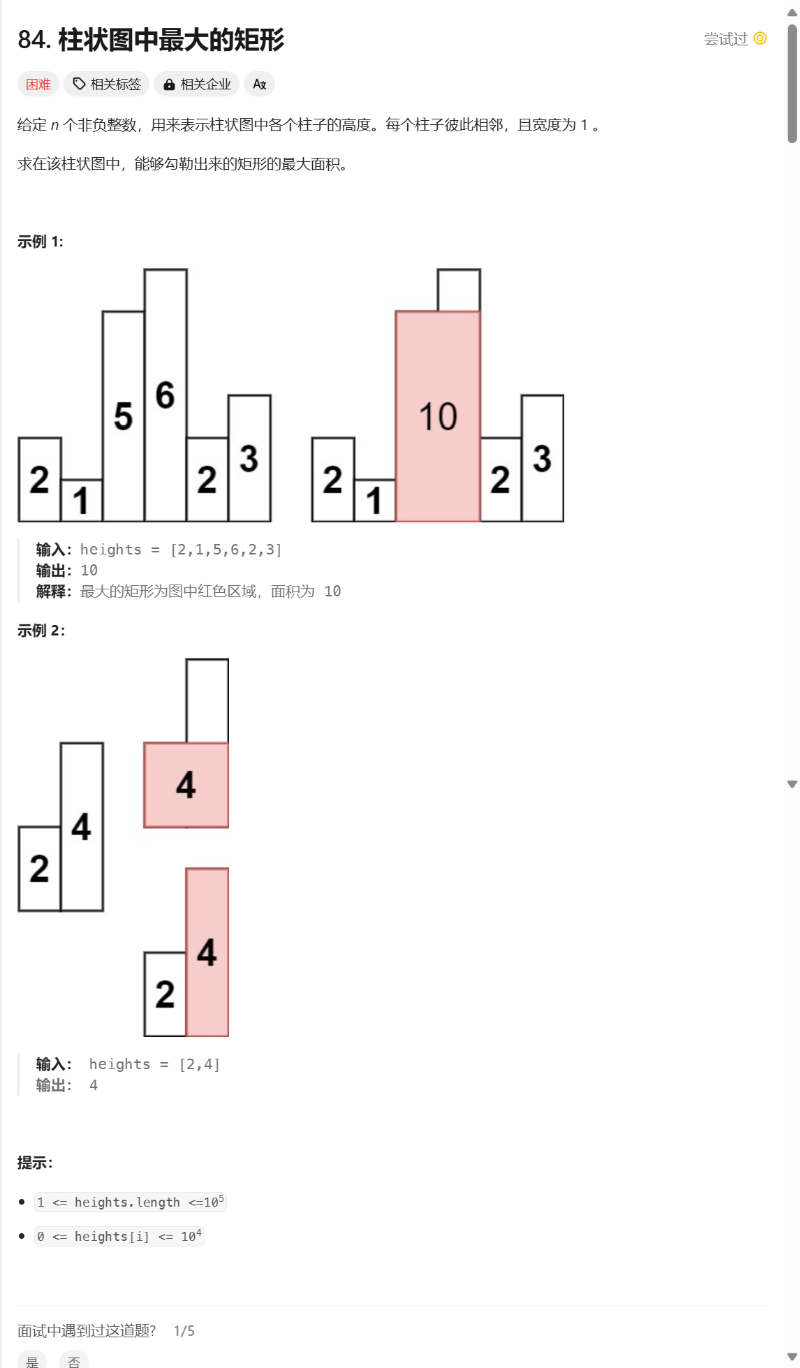 84. 柱状图中最大的矩形
尝试过
困难 相关标签 相关企业 Aあ
给定 n 个非负整数，用来表示柱状图中各个柱子的高度。每个柱子彼此相邻，且宽度为 1 。
求在该柱状图中，能够勾勒出来的矩形的最大面积。
示例 1:
2 1 5 6 2 3
2 1 10 2 3
输入：heights = [2,1,5,6,2,3]
输出：10
解释：最大的矩形为图中红色区域，面积为 10
示例 2：
2 4
4
2 4
输入： heights = [2,4]
输出： 4
提示：
1 <= heights.length <=10⁵
0 <= heights[i] <= 10⁴
面试中遇到过这道题? 1/5
是 否